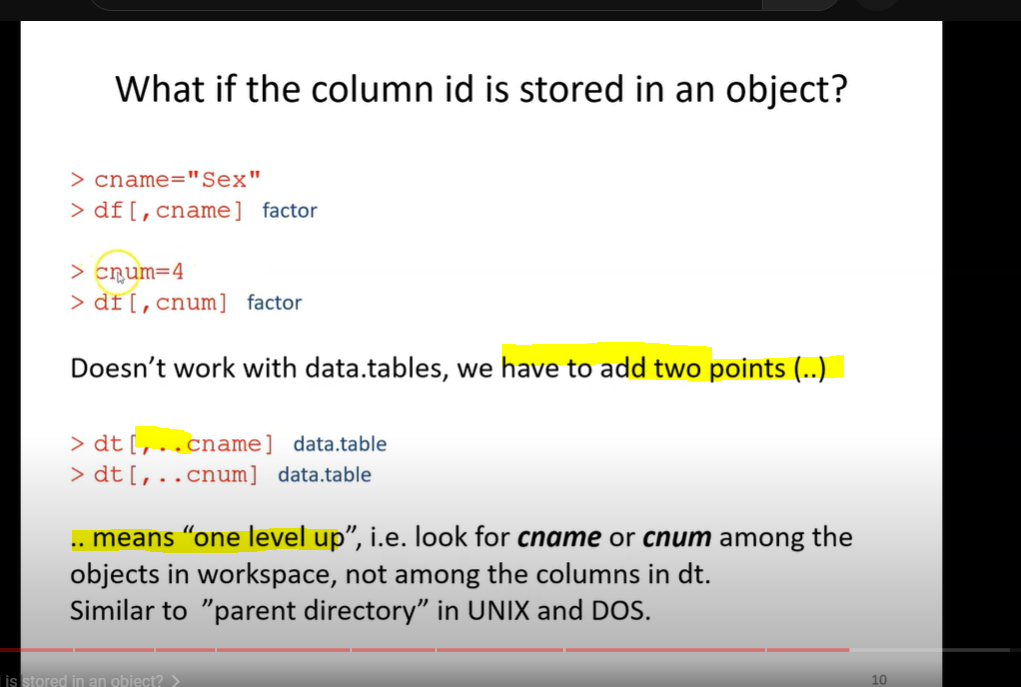 What if the column id is stored in an object?
> cname="Sex"
> df[,cname] factor
> cnum=4
> df[,cnum] factor
Doesn’t work with data.tables, we have to add two points (..)
> dt[,..cname] data.table
> dt[,..cnum] data.table
.. means “one level up”, i.e. look for cname or cnum among the
objects in workspace, not among the columns in dt.
Similar to ”parent directory” in UNIX and DOS.
is stored in an object? >
10